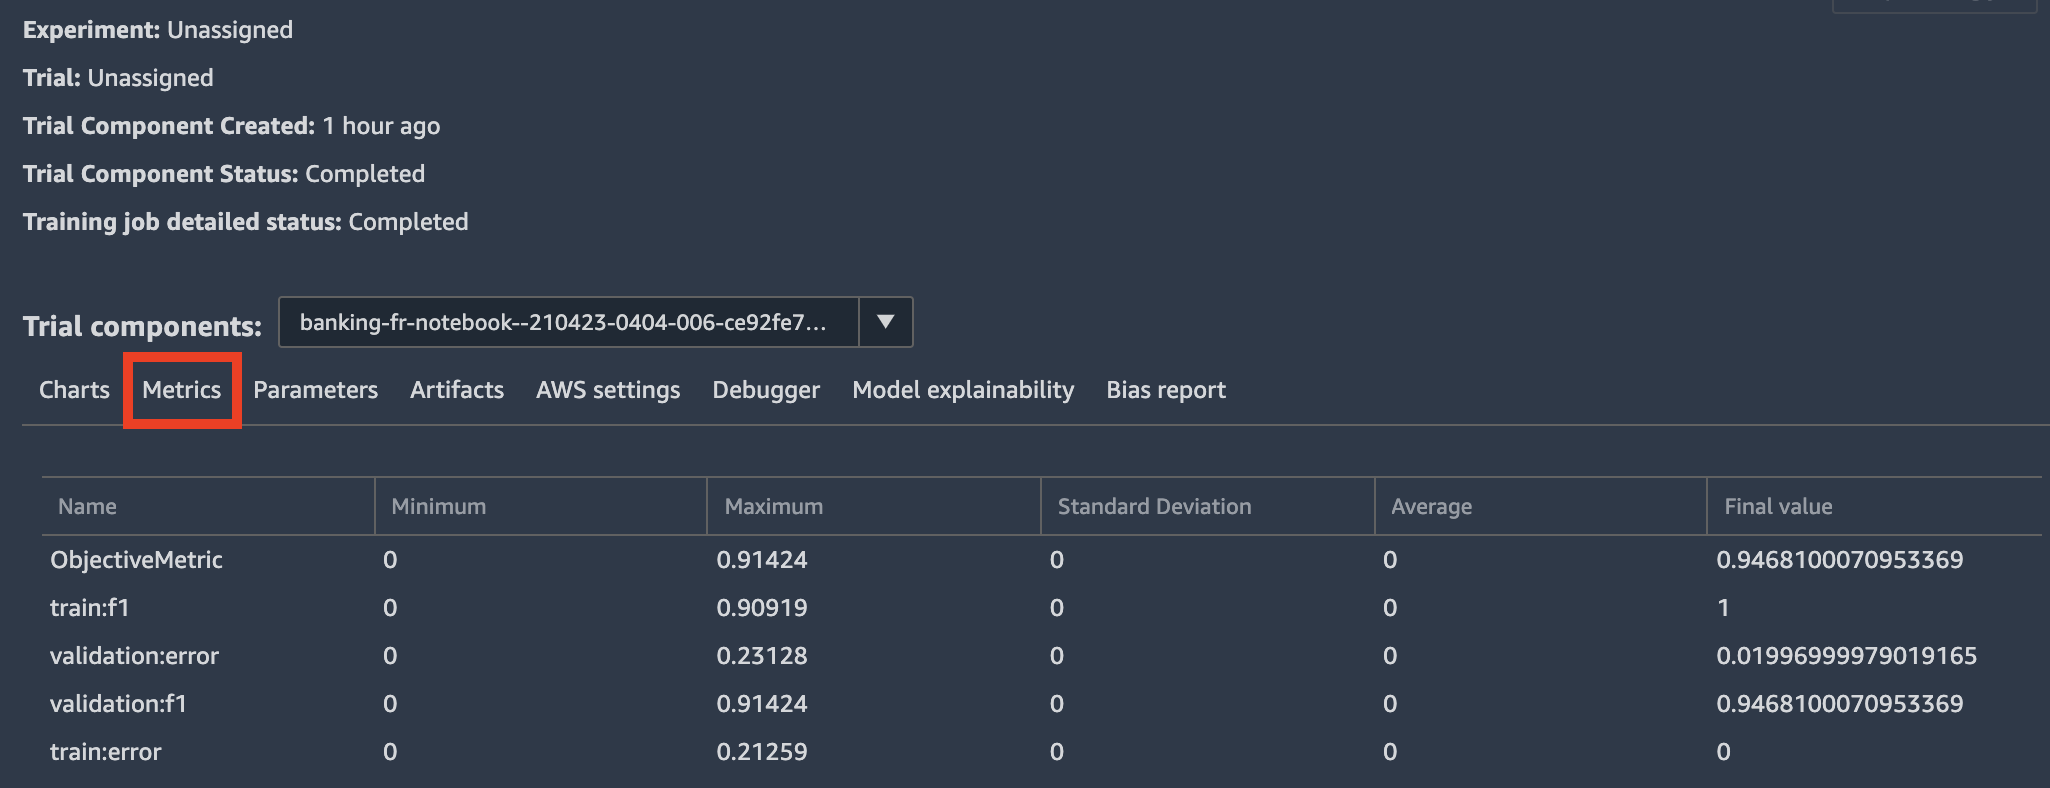 Experiment: Unassigned
Trial: Unassigned
Trial Component Created: 1 hour ago
Trial Component Status: Completed
Training job detailed status: Completed
Trial components: banking-fr-notebook--210423-0404-006-ce92fe7...
Charts Metrics Parameters Artifacts AWS settings Debugger Model explainability Bias report
Name Minimum Maximum Standard Deviation Average Final value
ObjectiveMetric 0 0.91424 0 0 0.9468100070953369
train:f1 0 0.90919 0 0 1
validation:error 0 0.23128 0 0 0.01996999979019165
validation:f1 0 0.91424 0 0 0.9468100070953369
train:error 0 0.21259 0 0 0